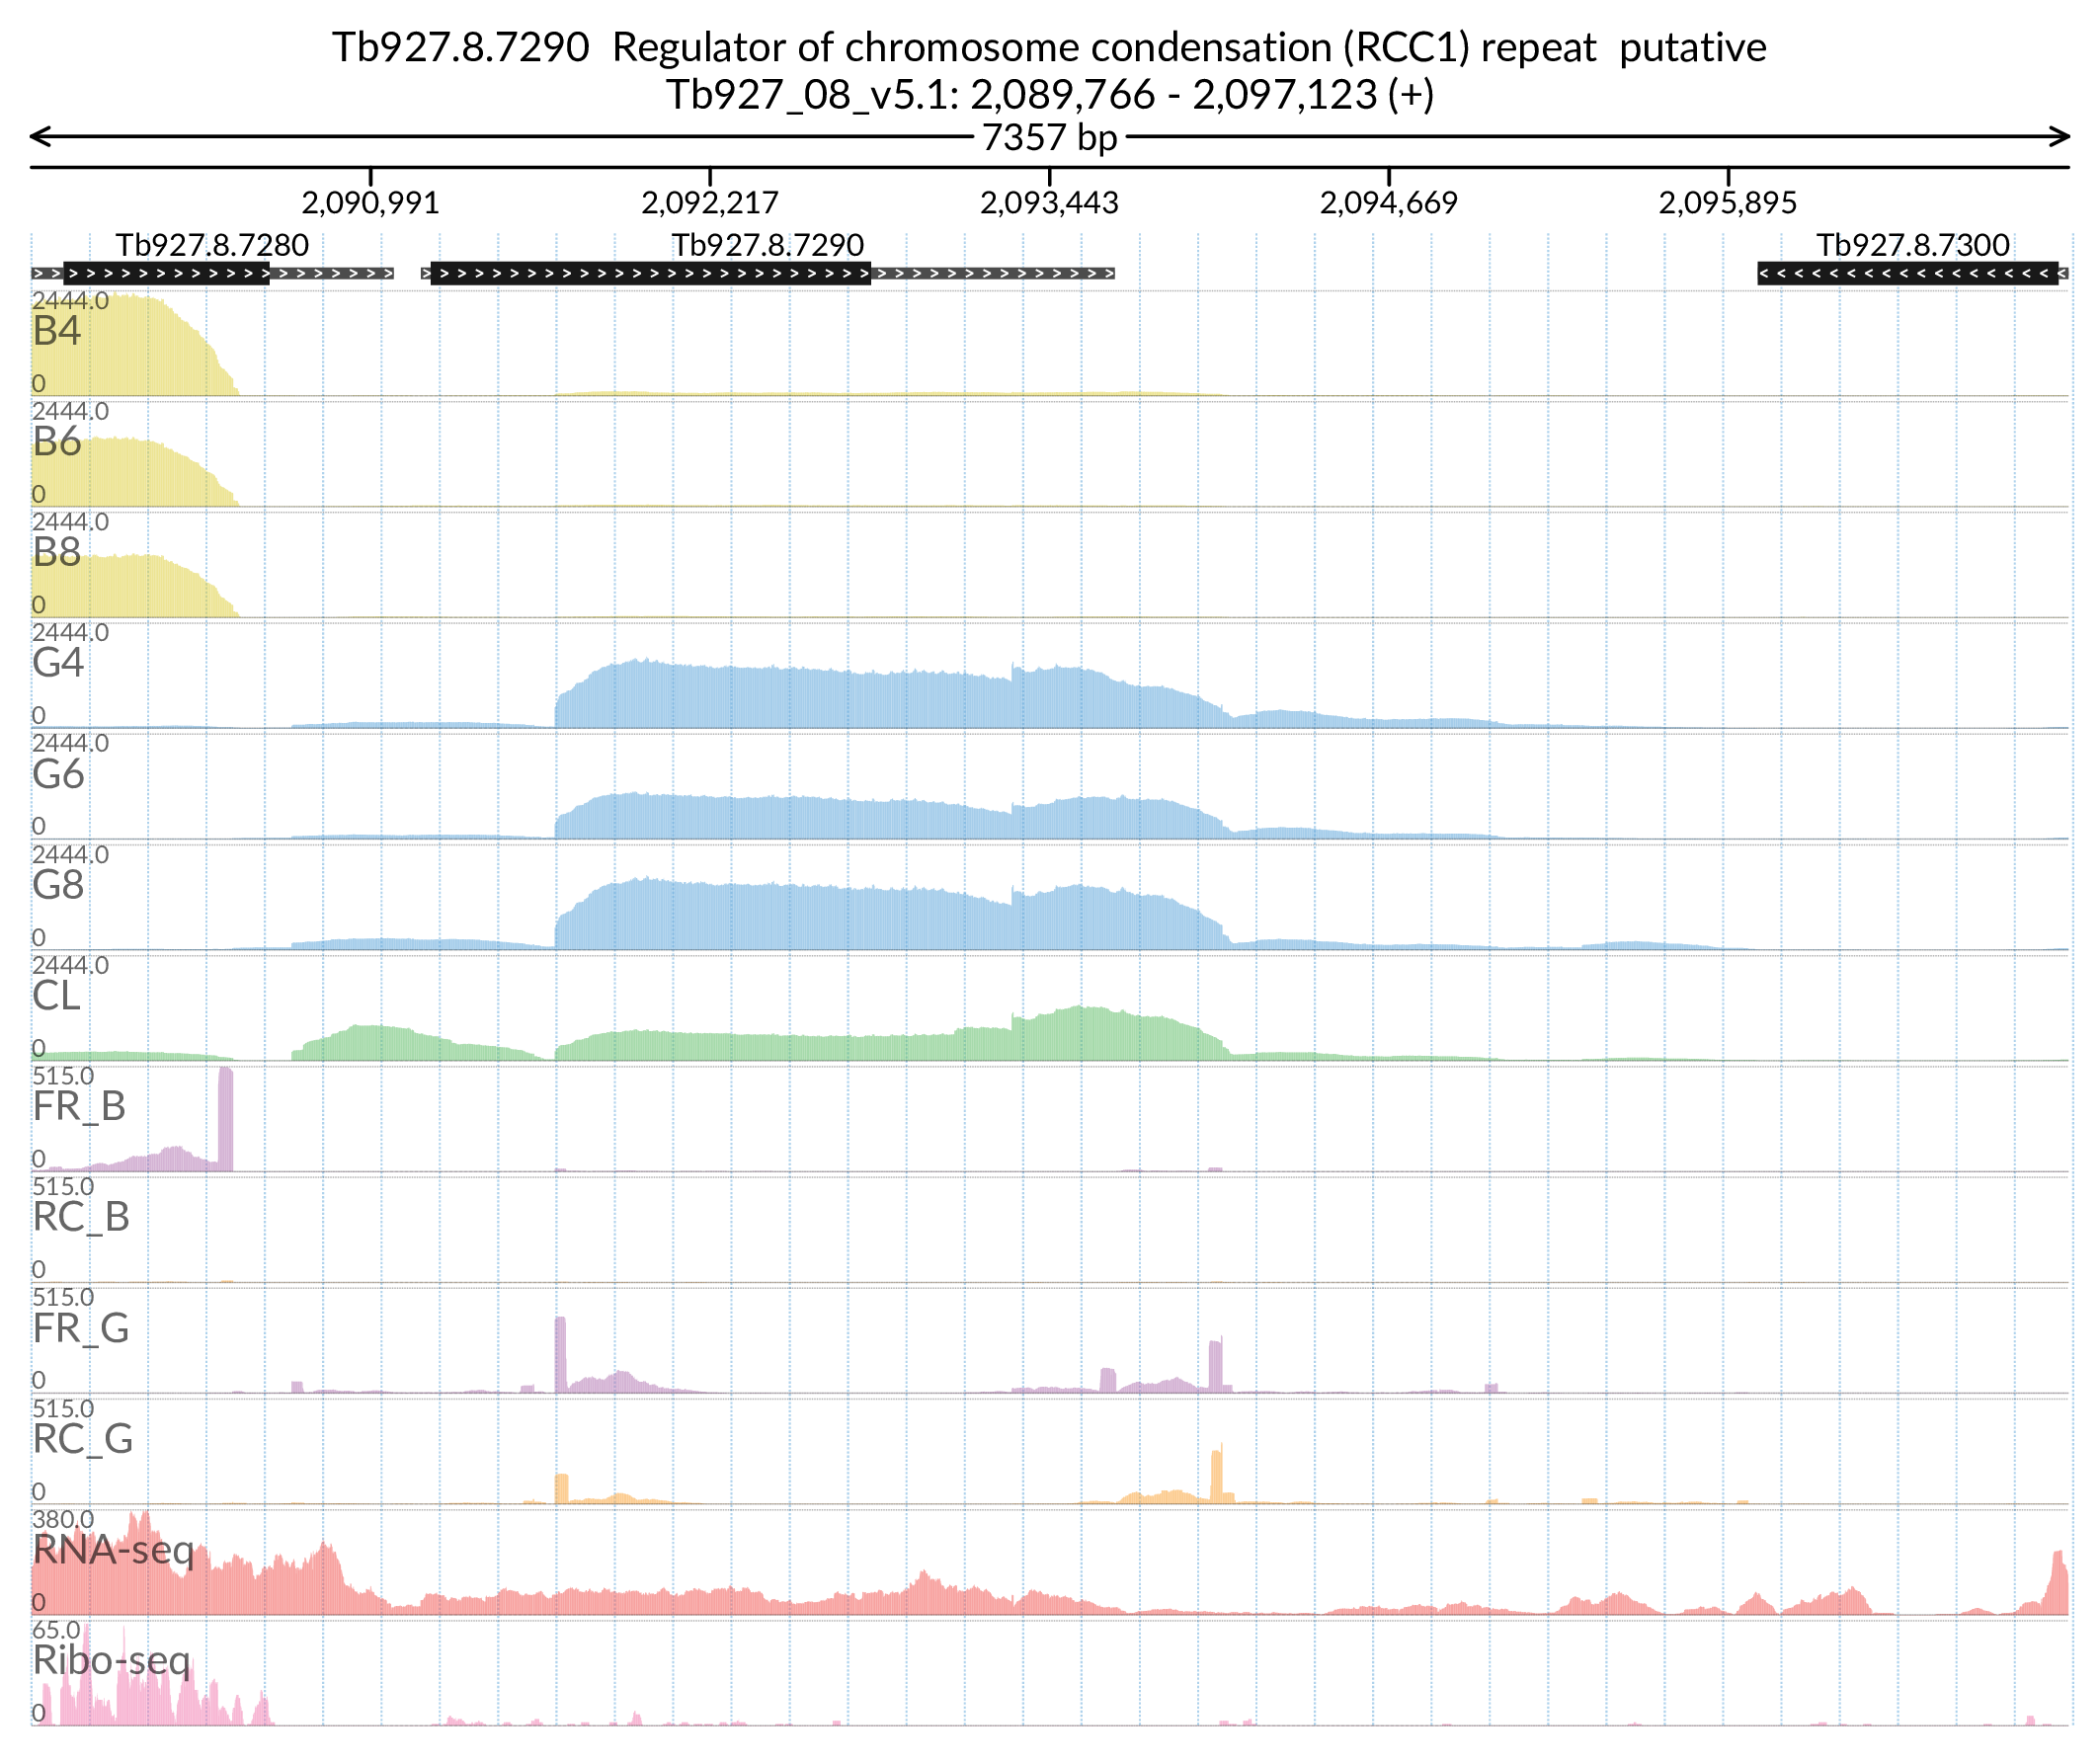 Tb927.8.7290  Regulator of chromosome condensation (RCC1) repeat  putative
Tb927_08_v5.1: 2,089,766 - 2,097,123 (+)
7357 bp
2,090,991 2,092,217 2,093,443 2,094,669 2,095,895
Tb927.8.7280 Tb927.8.7290 Tb927.8.7300
2444.0
B4
0
2444.0
B6
0
2444.0
B8
0
2444.0
G4
0
2444.0
G6
0
2444.0
G8
0
2444.0
CL
0
515.0
FR_B
0
515.0
RC_B
0
515.0
FR_G
0
515.0
RC_G
0
380.0
RNA-seq
0
65.0
Ribo-seq
0